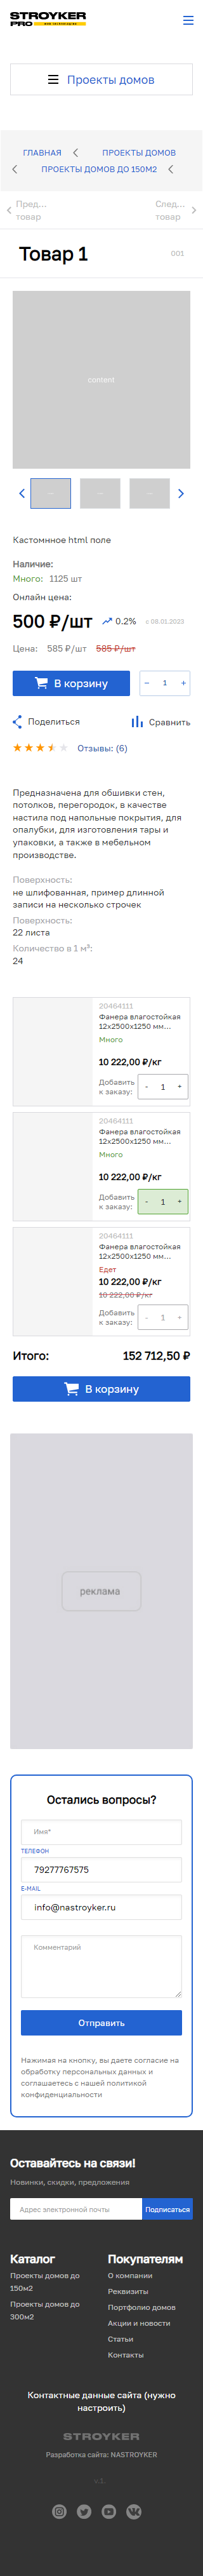 STROYKER
PRO
Проекты домов
ГЛАВНАЯ
ПРОЕКТЫ ДОМОВ
ПРОЕКТЫ ДОМОВ ДО 150М2
Пред...
товар
След...
товар
Товар 1
001
content
Кастомнное html поле
Наличие:
Много: 1125 шт
Онлайн цена:
500 ₽/шт 0.2% с 08.01.2023
Цена: 585 ₽/шт 585 ₽/шт
В корзину
− 1 +
Поделиться
Сравнить
Отзывы: (6)
Предназначена для обшивки стен,
потолков, перегородок, в качестве
настила под напольные покрытия, для
опалубки, для изготовления тары и
упаковки, а также в мебельном
производстве.
Поверхность:
не шлифованная, пример длинной
записи на несколько строчек
Поверхность:
22 листа
Количество в 1 м³:
24
20464111
Фанера влагостойкая
12х2500х1250 мм...
Много
10 222,00 ₽/кг
Добавить
к заказу:
- 1 +
20464111
Фанера влагостойкая
12х2500х1250 мм...
Много
10 222,00 ₽/кг
Добавить
к заказу:
- 1 +
20464111
Фанера влагостойкая
12х2500х1250 мм...
Едет
10 222,00 ₽/кг
10 222,00 ₽/кг
Добавить
к заказу:
- 1 +
Итого: 152 712,50 ₽
В корзину
реклама
Остались вопросы?
Имя*
ТЕЛЕФОН
79277767575
E-MAIL
info@nastroyker.ru
Комментарий
Отправить
Нажимая на кнопку, вы даете согласие на
обработку персональных данных и
соглашаетесь с нашей политикой
конфиденциальности
Оставайтесь на связи!
Новинки, скидки, предложения
Адрес электронной почты
Подписаться
Каталог
Проекты домов до
150м2
Проекты домов до
300м2
Покупателям
О компании
Реквизиты
Портфолио домов
Акции и новости
Статьи
Контакты
Контактные данные сайта (нужно
настроить)
STROYKER
Разработка сайта: NASTROYKER